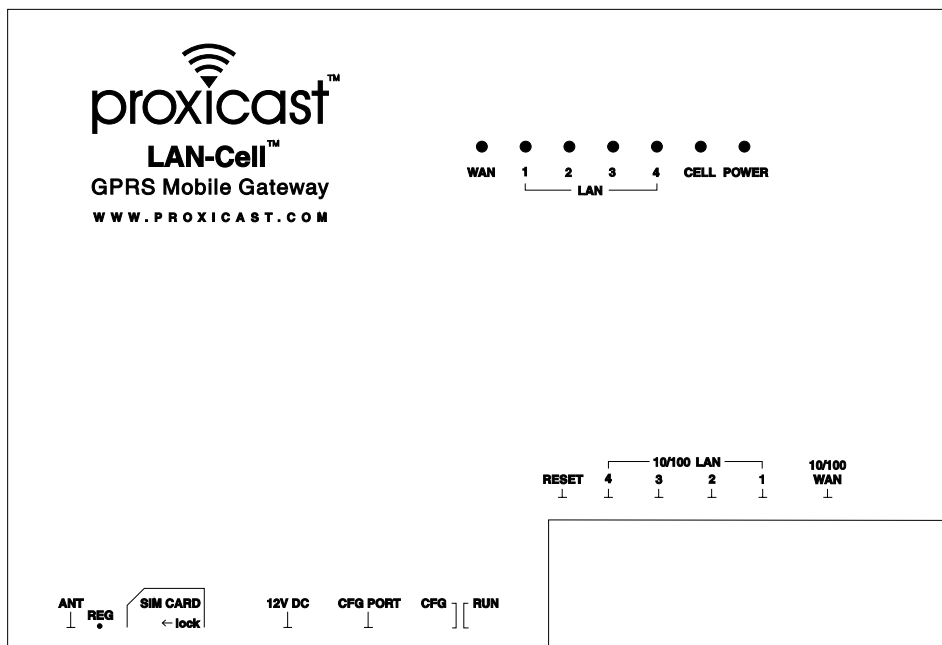 proxicast™
LAN-Cell™
GPRS Mobile Gateway
WWW.PROXICAST.COM
WAN 1 2 3 4 CELL POWER
LAN
10/100 LAN 10/100
RESET 4 3 2 1 WAN
ANT REG SIM CARD 12V DC CFG PORT CFG RUN
←lock